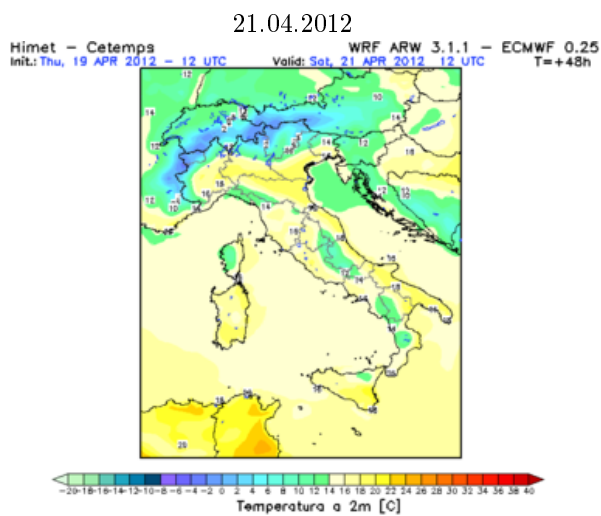 21.04.2012
Himet - Cetemps WRF ARW 3.1.1 - ECMWF 0.25
Init.: Thu, 19 APR 2012 - 12 UTC Valid: Sat, 21 APR 2012 12 UTC T=+48h
-20 -18 -16 -14 -12 -10 -8 -6 -4 -2 0 2 4 6 8 10 12 14 16 18 20 22 24 26 28 30 32 34 36 38 40
Temperatura a 2m [C]